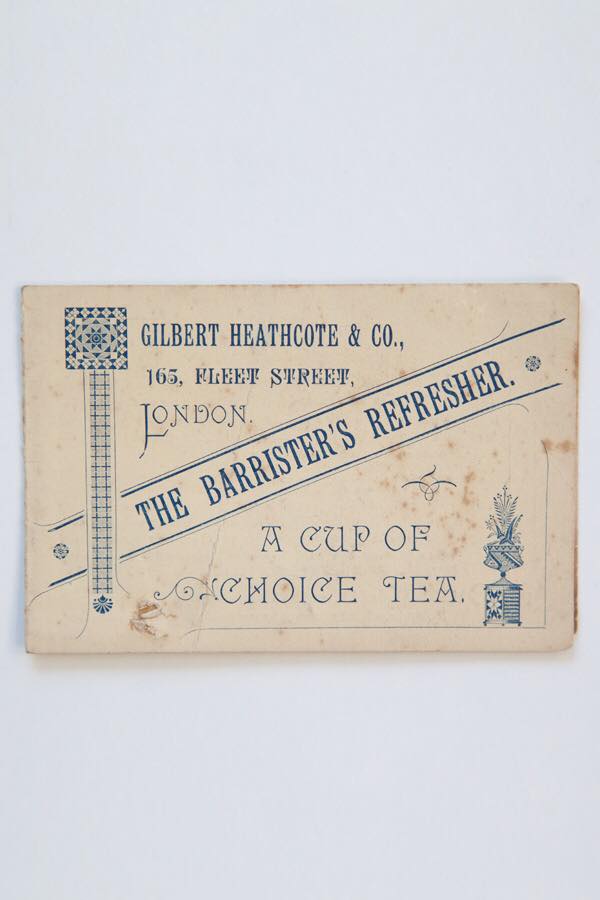 GILBERT HEATHCOTE & CO.,
163, FLEET STREET,
LONDON.
THE BARRISTER'S REFRESHER.
A CUP OF
CHOICE TEA.